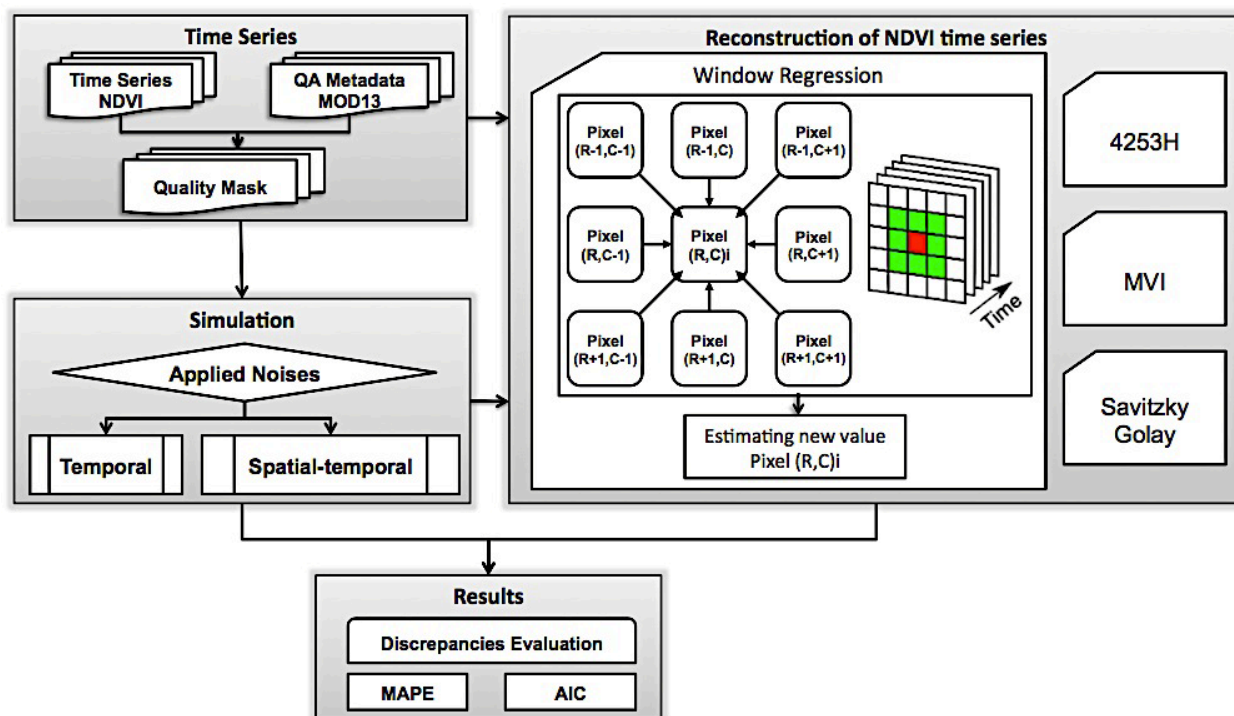 Time Series
Time Series
NDVI
QA Metadata
MOD13
Quality Mask
Simulation
Applied Noises
Temporal
Spatial-temporal
Reconstruction of NDVI time series
Window Regression
Pixel
(R-1,C-1)
Pixel
(R-1,C)
Pixel
(R-1,C+1)
Pixel
(R,C-1)
Pixel
(R,C)i
Pixel
(R,C+1)
Pixel
(R+1,C-1)
Pixel
(R+1,C)
Pixel
(R+1,C+1)
Time
Estimating new value
Pixel (R,C)i
4253H
MVI
Savitzky
Golay
Results
Discrepancies Evaluation
MAPE
AIC